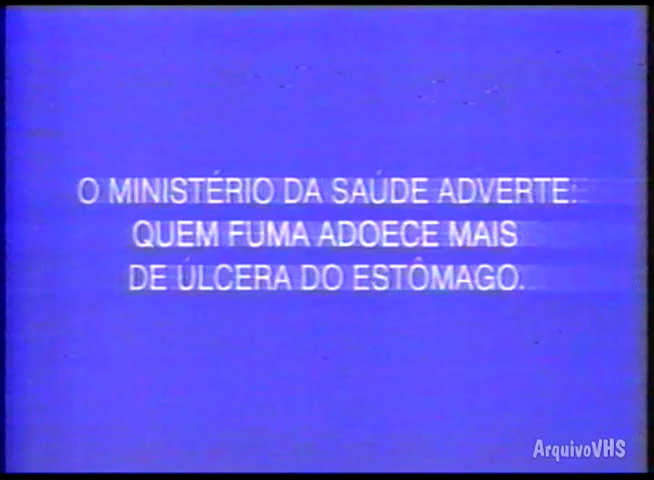 O MINISTÉRIO DA SAÚDE ADVERTE:
QUEM FUMA ADOECE MAIS
DE ÚLCERA DO ESTÔMAGO.
ArquivoVHS